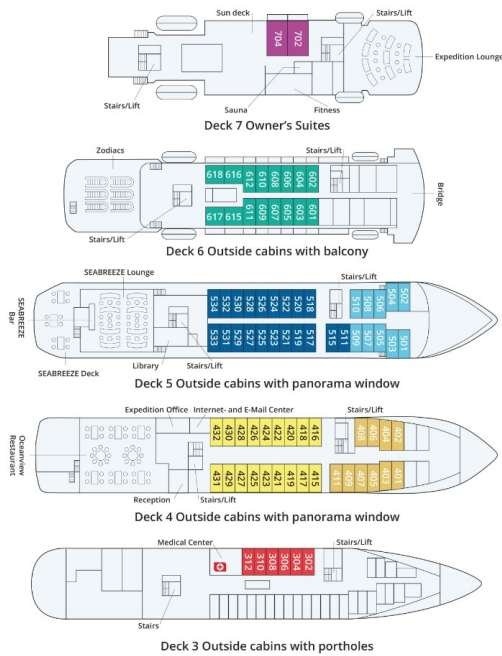 Sun deck
Stairs/Lift
704 702
Expedition Lounge
Stairs/Lift
Sauna
Fitness
Deck 7 Owner's Suites
Zodiacs
Stairs/Lift
618 616 612 610 608 606 604 602
Bridge
617 615 611 609 607 605 603 601
Stairs/Lift
Deck 6 Outside cabins with balcony
SEABREEZE Lounge
Stairs/Lift
534 532 530 528 526 524 522 520 518 510 508 506 504 502
SEABREEZE
Bar
533 531 529 527 525 523 521 519 517 515 511 509 507 505 503 501
SEABREEZE Deck
Library
Stairs/Lift
Deck 5 Outside cabins with panorama window
Expedition Office
Internet- and E-Mail Center
Stairs/Lift
432 430 428 426 424 422 420 418 416 408 406 404 402
Oceanview
Restaurant
431 429 427 425 423 421 419 417 415 411 409 407 405 403 401
Reception
Stairs/Lift
Deck 4 Outside cabins with panorama window
Medical Center
Stairs/Lift
312 310 308 306 304 302
Stairs
Deck 3 Outside cabins with portholes